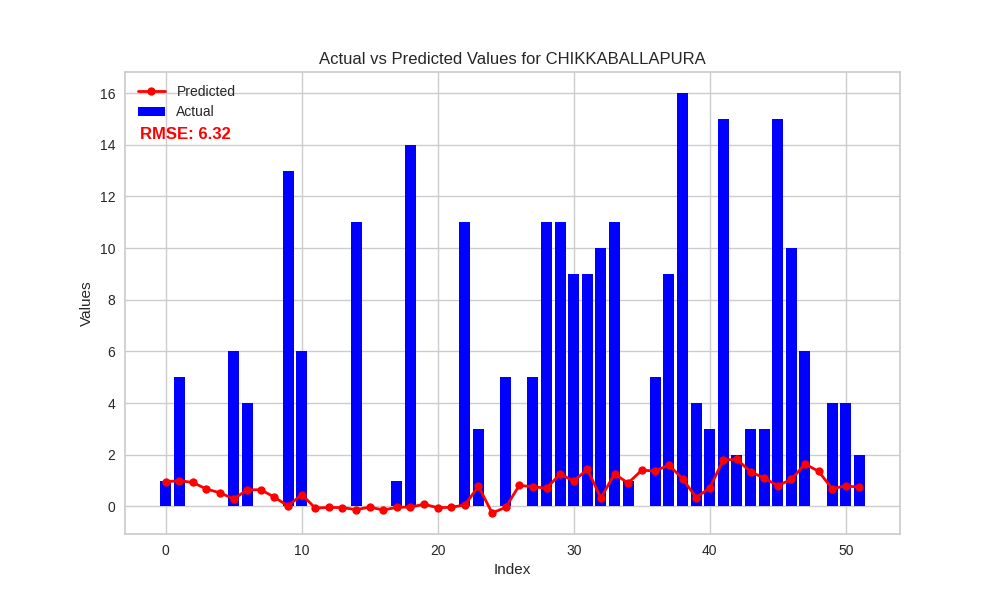 Actual vs Predicted Values for CHIKKABALLAPURA
Predicted
Actual
RMSE: 6.32
16
14
12
10
8
6
4
2
0
Values
0 10 20 30 40 50
Index